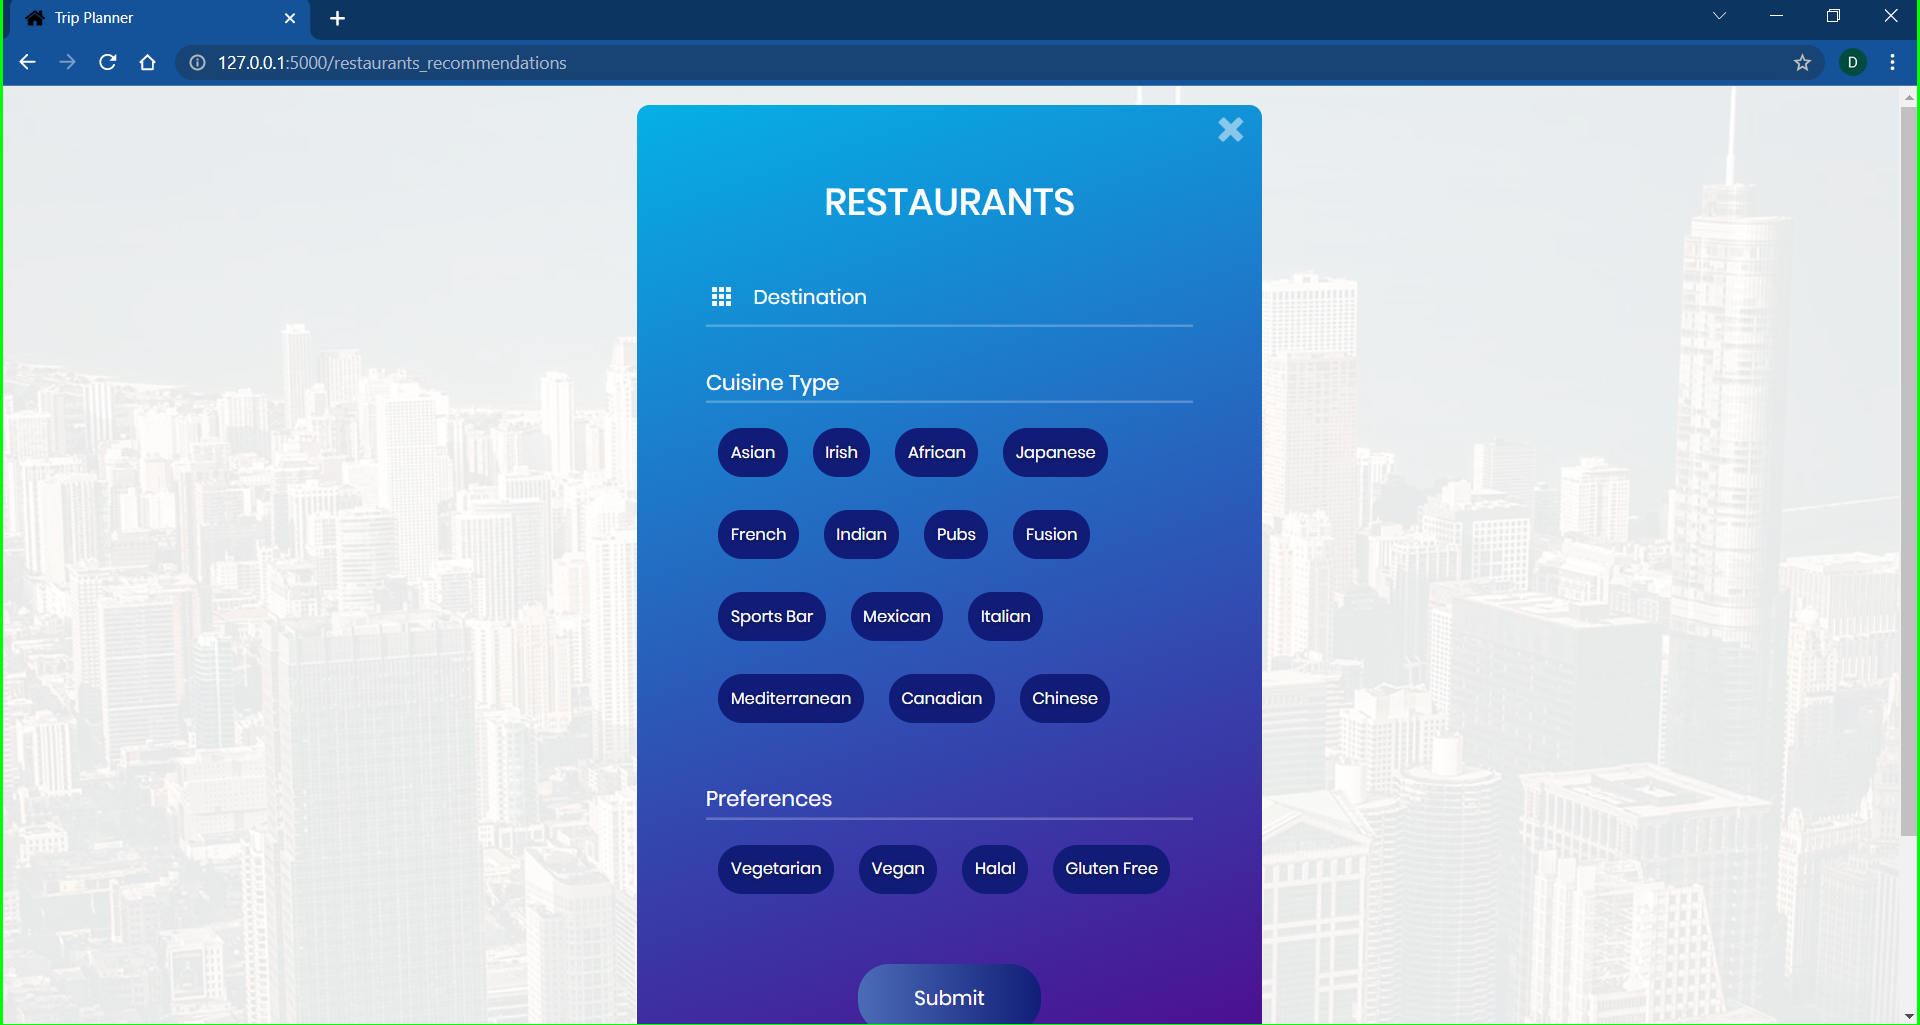 Trip Planner
127.0.0.1:5000/restaurants_recommendations
D
RESTAURANTS
Destination
Cuisine Type
Asian Irish African Japanese
French Indian Pubs Fusion
Sports Bar Mexican Italian
Mediterranean Canadian Chinese
Preferences
Vegetarian Vegan Halal Gluten Free
Submit